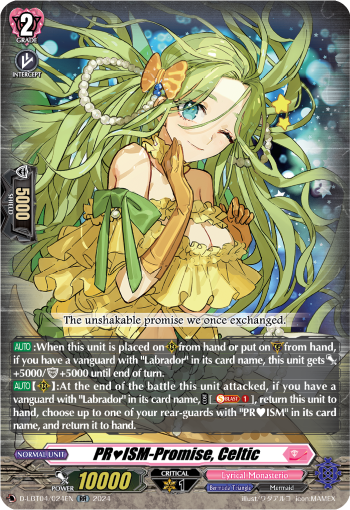 2
GRADE
INTERCEPT
5000
SHIELD
The unshakable promise we once exchanged.
AUTO:When this unit is placed on from hand or put on from hand,
if you have a vanguard with "Labrador" in its card name, this unit gets
+5000/ +5000 until end of turn.
AUTO[ ]:At the end of the battle this unit attacked, if you have a
vanguard with "Labrador" in its card name, [BLAST 1], return this unit to
hand, choose up to one of your rear-guards with "PR♥ISM" in its card
name, and return it to hand.
NORMAL UNIT
PR♥ISM-Promise, Celtic
POWER
10000
CRITICAL
1
Lyrical Monasterio
Bermuda Triangle
Mermaid
D-LBT04/024EN 2024